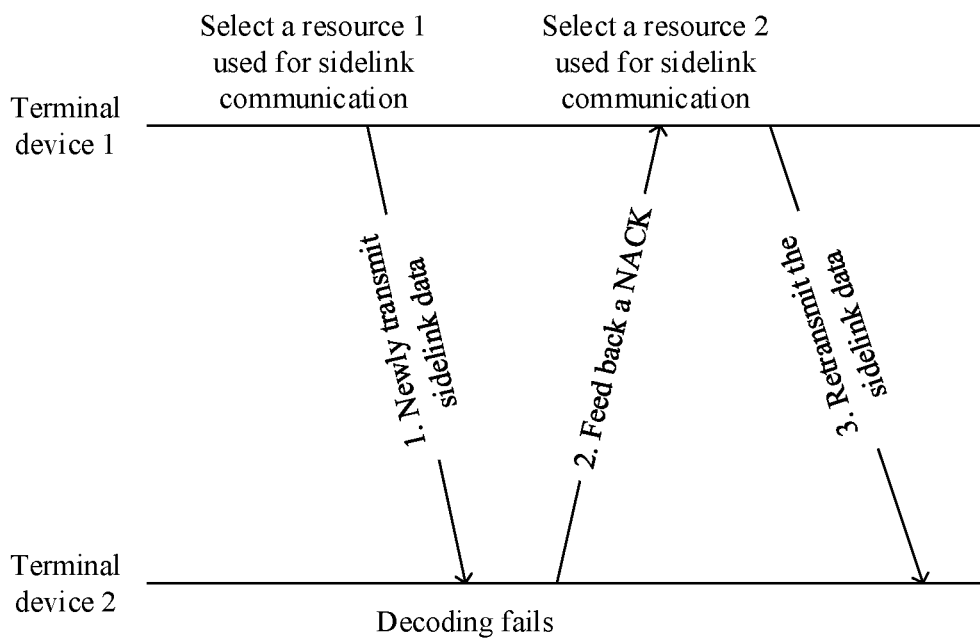 Select a resource 1
used for sidelink
communication
Select a resource 2
used for sidelink
communication
Terminal
device 1
1. Newly transmit
sidelink data
2. Feed back a NACK
3. Retransmit the
sidelink data
Terminal
device 2
Decoding fails